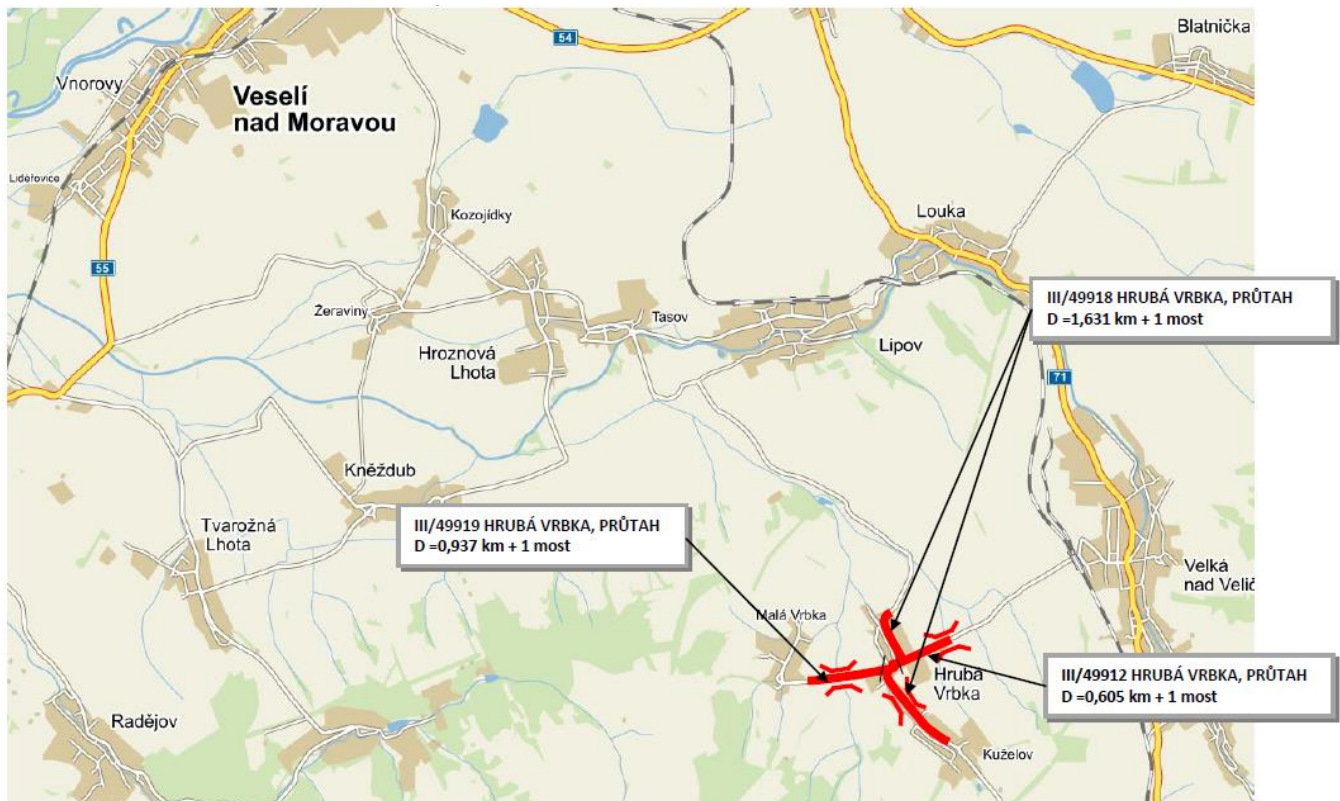 54
Blatnička
Vnorovy
Veselí
nad Moravou
Lidéřovice
Kozojídky
Louka
55
Žeraviny
Tasov
III/49918 HRUBÁ VRBKA, PRŮTAH
D =1,631 km + 1 most
Hroznová
Lhota
Lipov
71
Kněždub
III/49919 HRUBÁ VRBKA, PRŮTAH
D =0,937 km + 1 most
Tvarožná
Lhota
Velká
nad Velič
Malá Vrbka
Hrubá
Vrbka
III/49912 HRUBÁ VRBKA, PRŮTAH
D =0,605 km + 1 most
Radějov
Kuželov